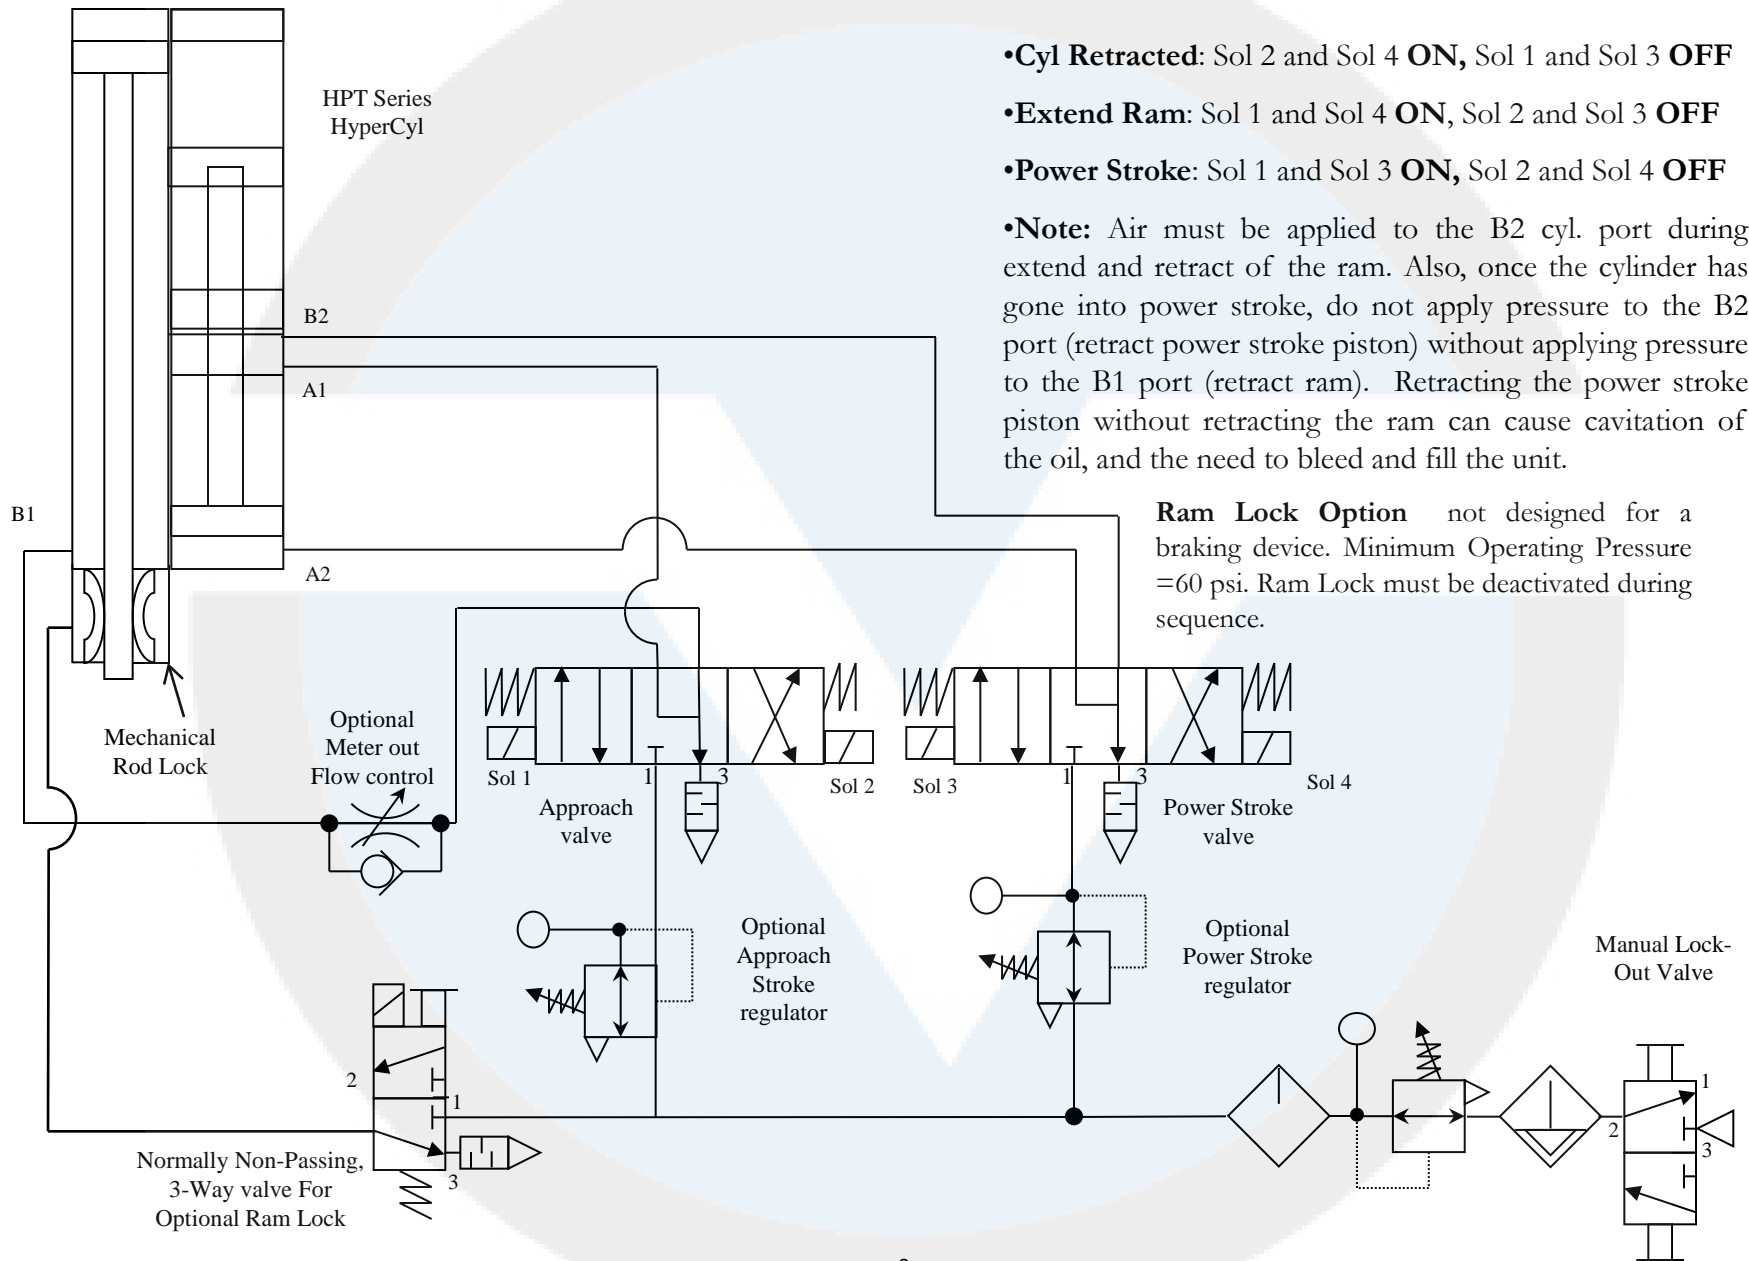 •Cyl Retracted: Sol 2 and Sol 4 ON, Sol 1 and Sol 3 OFF
•Extend Ram: Sol 1 and Sol 4 ON, Sol 2 and Sol 3 OFF
•Power Stroke: Sol 1 and Sol 3 ON, Sol 2 and Sol 4 OFF
•Note: Air must be applied to the B2 cyl. port during
extend and retract of the ram. Also, once the cylinder has
gone into power stroke, do not apply pressure to the B2
port (retract power stroke piston) without applying pressure
to the B1 port (retract ram). Retracting the power stroke
piston without retracting the ram can cause cavitation of
the oil, and the need to bleed and fill the unit.
Ram Lock Option not designed for a
braking device. Minimum Operating Pressure
=60 psi. Ram Lock must be deactivated during
sequence.
HPT Series
HyperCyl
B2
A1
B1
A2
Mechanical
Rod Lock
Optional
Meter out
Flow control
Sol 1
1
3
Sol 2
Approach
valve
Sol 3
1
3
Sol 4
Power Stroke
valve
Optional
Approach
Stroke
regulator
Optional
Power Stroke
regulator
Manual Lock-
Out Valve
2
1
3
Normally Non-Passing,
3-Way valve For
Optional Ram Lock
1
2
3